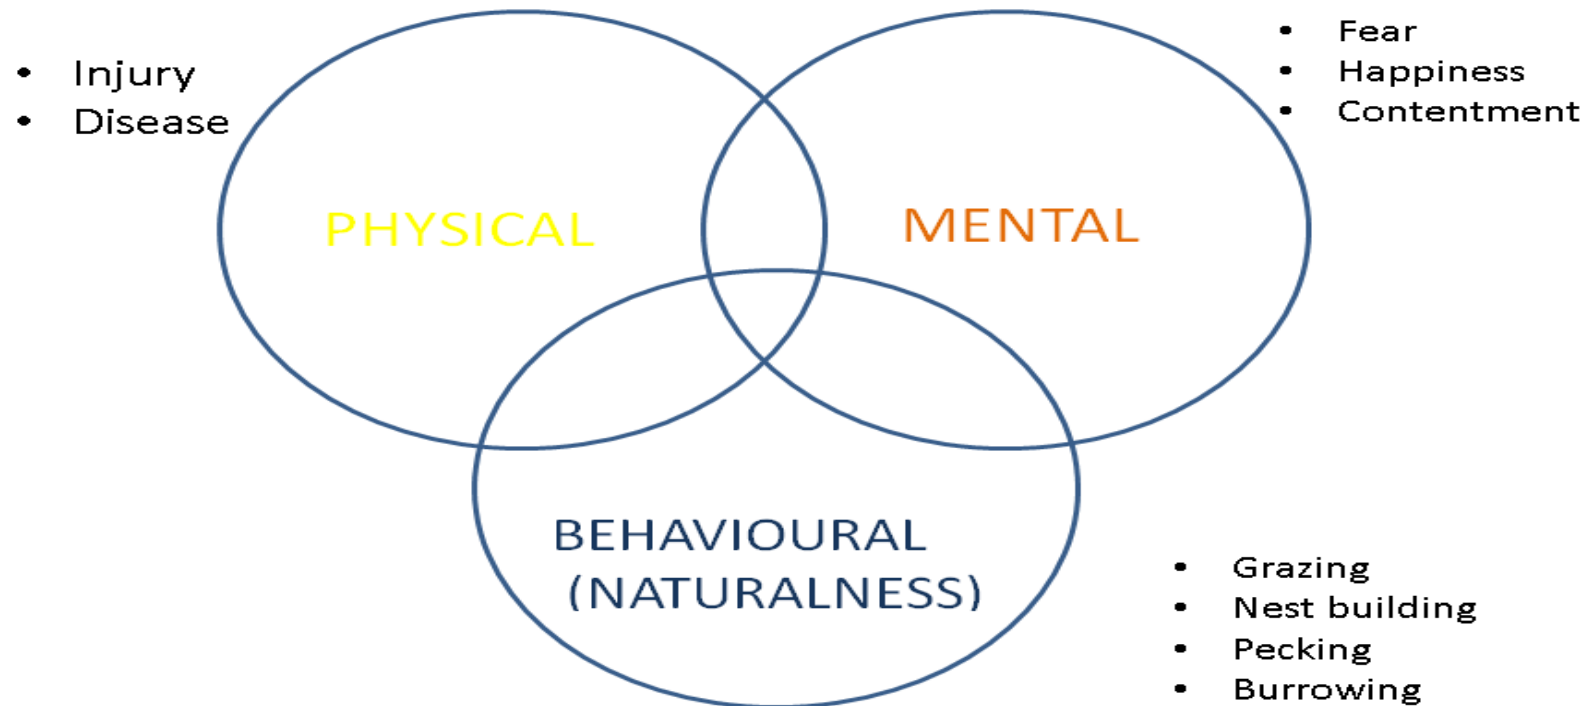 • Injury
• Disease
• Fear
• Happiness
• Contentment
PHYSICAL
MENTAL
BEHAVIOURAL
(NATURALNESS)
• Grazing
• Nest building
• Pecking
• Burrowing